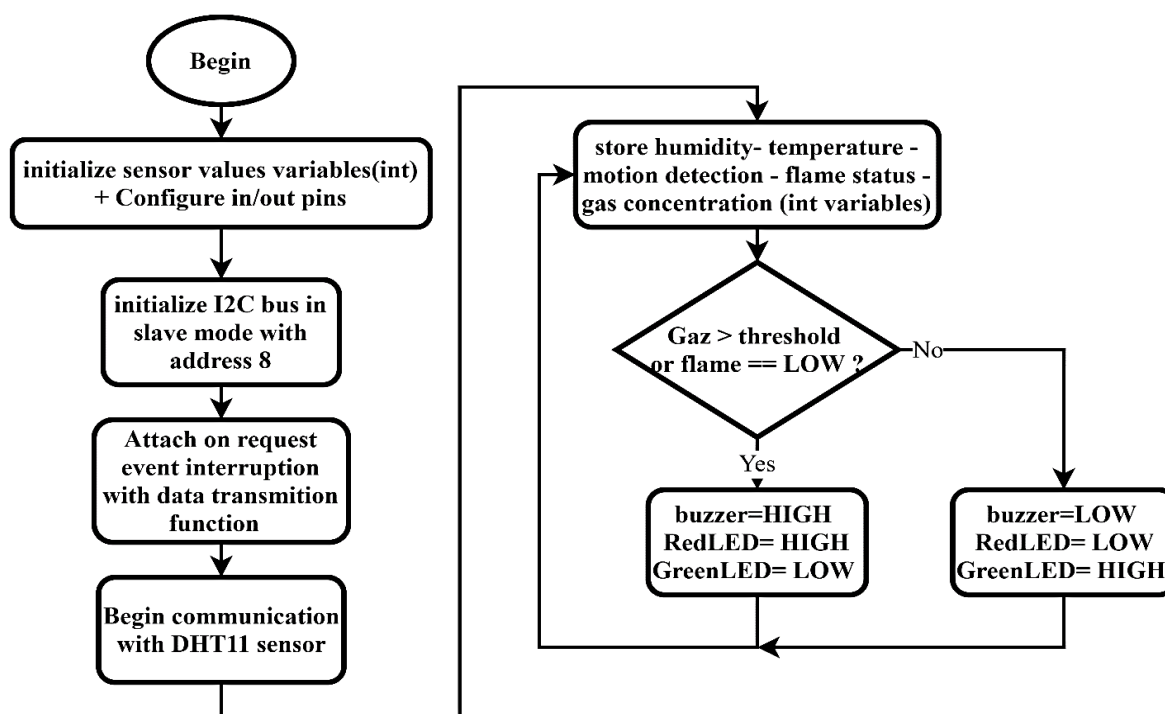 Begin
initialize sensor values variables(int)
+ Configure in/out pins
initialize I2C bus in
slave mode with
address 8
Attach on request
event interruption
with data transmition
function
Begin communication
with DHT11 sensor
store humidity- temperature -
motion detection - flame status -
gas concentration (int variables)
Gaz > threshold
or flame == LOW ?
No
Yes
buzzer=HIGH
RedLED= HIGH
GreenLED= LOW
buzzer=LOW
RedLED= LOW
GreenLED= HIGH